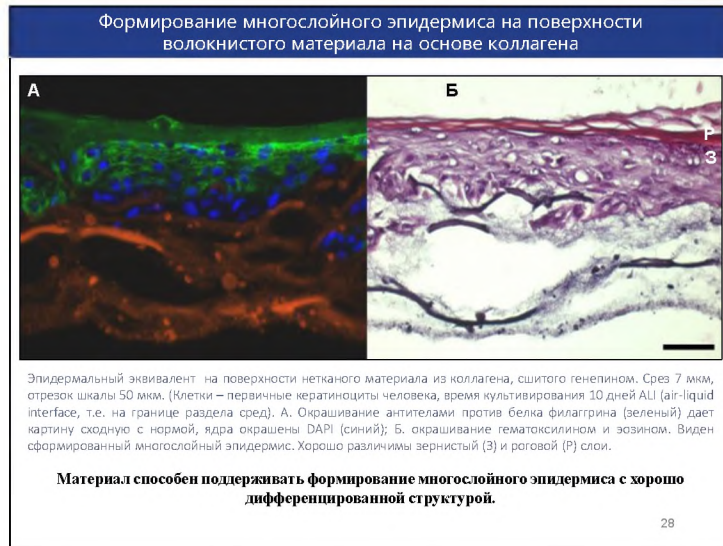 Формирование многослойного эпидермиса на поверхности
волокнистого материала на основе коллагена
А
Б
Р
З
Эпидермальный эквивалент на поверхности нетканого материала из коллагена, сшитого генепином. Срез 7 мкм,
отрезок шкалы 50 мкм. (Клетки – первичные кератиноциты человека, время культивирования 10 дней ALI (air-liquid
interface, т.е. на границе раздела сред). А. Окрашивание антителами против белка филаггрина (зеленый) дает
картину сходную с нормой, ядра окрашены DAPI (синий); Б. окрашивание гематоксилином и эозином. Виден
сформированный многослойный эпидермис. Хорошо различимы зернистый (З) и роговой (Р) слои.
Материал способен поддерживать формирование многослойного эпидермиса с хорошо
дифференцированной структурой.
28